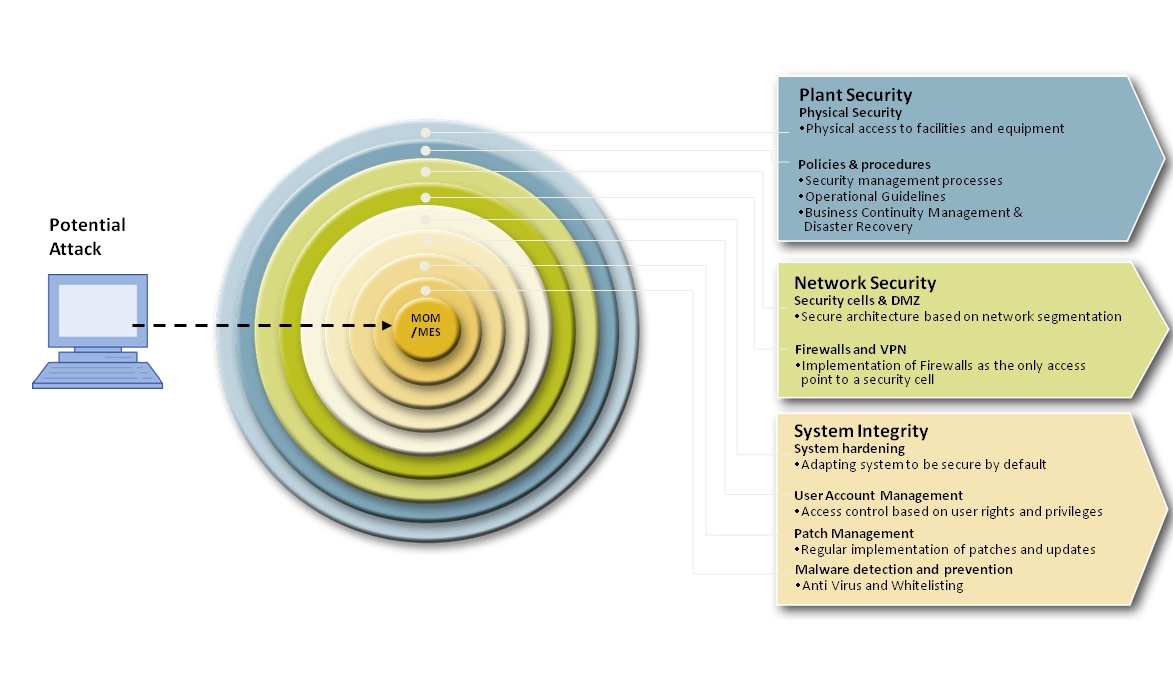 Potential
Attack
MOM
/MES
Plant Security
Physical Security
•Physical access to facilities and equipment
Policies & procedures
•Security management processes
•Operational Guidelines
•Business Continuity Management &
Disaster Recovery
Network Security
Security cells & DMZ
•Secure architecture based on network segmentation
Firewalls and VPN
•Implementation of Firewalls as the only access
point to a security cell
System Integrity
System hardening
•Adapting system to be secure by default
User Account Management
•Access control based on user rights and privileges
Patch Management
•Regular implementation of patches and updates
Malware detection and prevention
•Anti Virus and Whitelisting